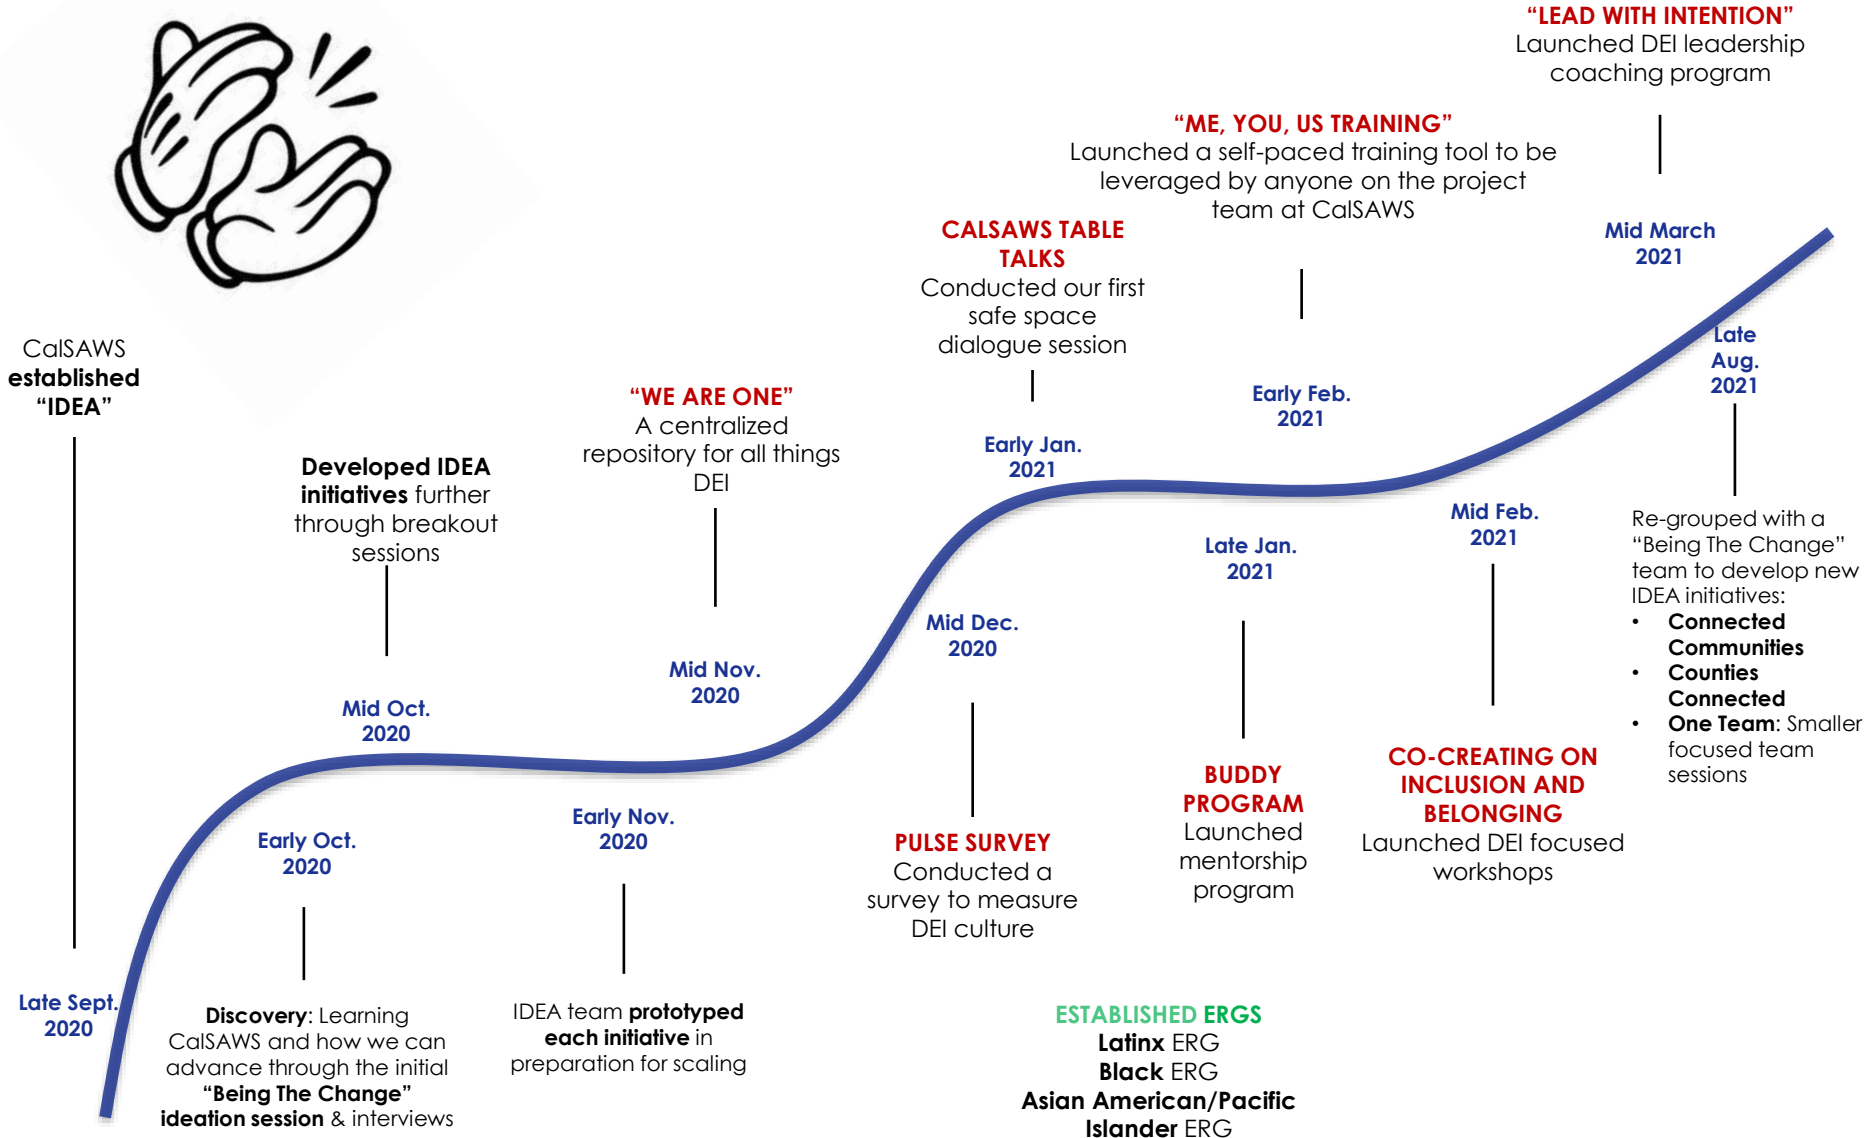 CalSAWS
established
“IDEA”
Late Sept.
2020
Early Oct.
2020
Discovery: Learning
CalSAWS and how we can
advance through the initial
“Being The Change”
ideation session & interviews
Developed IDEA
initiatives further
through breakout
sessions
Mid Oct.
2020
Early Nov.
2020
IDEA team prototyped
each initiative in
preparation for scaling
“WE ARE ONE”
A centralized
repository for all things
DEI
Mid Nov.
2020
Mid Dec.
2020
PULSE SURVEY
Conducted a
survey to measure
DEI culture
CALSAWS TABLE
TALKS
Conducted our first
safe space
dialogue session
Early Jan.
2021
Late Jan.
2021
BUDDY
PROGRAM
Launched
mentorship
program
“ME, YOU, US TRAINING”
Launched a self-paced training tool to be
leveraged by anyone on the project
team at CalSAWS
Early Feb.
2021
Mid Feb.
2021
CO-CREATING ON
INCLUSION AND
BELONGING
Launched DEI focused
workshops
“LEAD WITH INTENTION”
Launched DEI leadership
coaching program
Mid March
2021
Late
Aug.
2021
Re-grouped with a
“Being The Change”
team to develop new
IDEA initiatives:
• Connected
Communities
• Counties
Connected
• One Team: Smaller
focused team
sessions
ESTABLISHED ERGS
Latinx ERG
Black ERG
Asian American/Pacific
Islander ERG